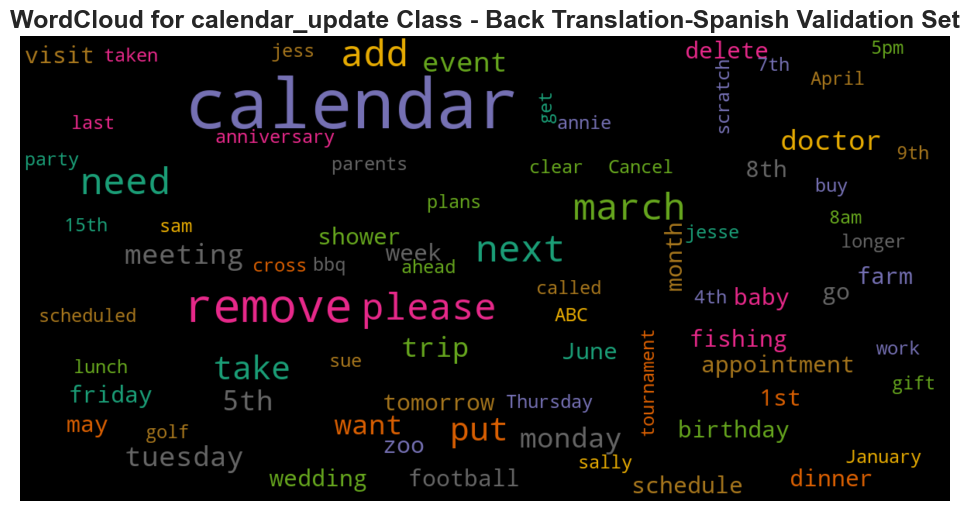 WordCloud for calendar_update Class - Back Translation-Spanish Validation Set
visit
taken
jess
add
event
delete
5pm
7th
April
calendar
get
scratch
last
anniversary
annie
doctor
9th
party
parents
clear
Cancel
8th
need
buy
plans
march
15th
sam
shower
8am
jesse
longer
meeting
week
next
month
cross
bbq
ahead
farm
called
4th
baby
go
remove
please
scheduled
ABC
trip
June
fishing
work
lunch
take
sue
tournament
appointment
gift
friday
5th
tomorrow
Thursday
1st
may
golf
want
put
monday
birthday
zoo
tuesday
sally
January
wedding
football
schedule
dinner